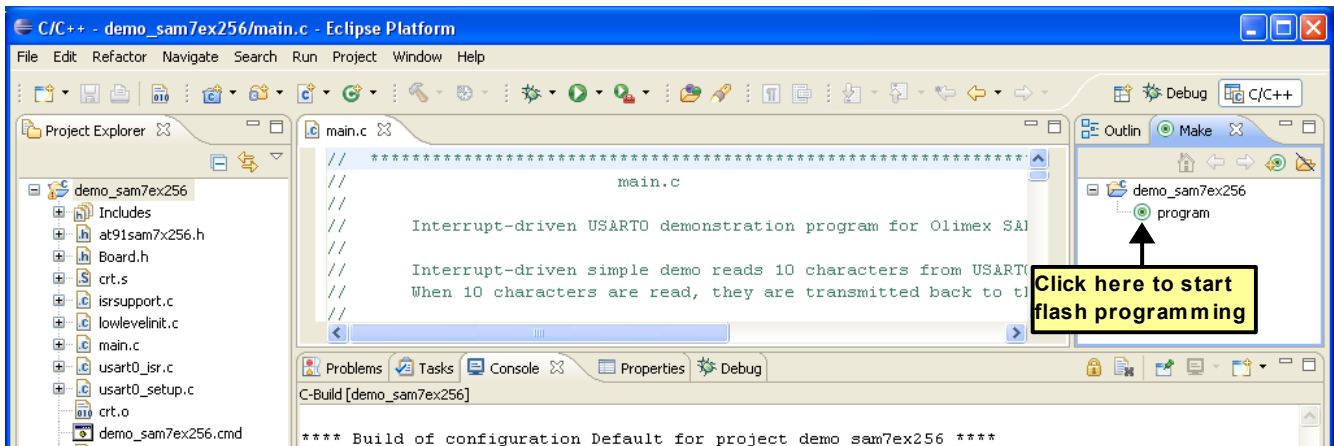 C/C++ - demo_sam7ex256/main.c - Eclipse Platform
File Edit Refactor Navigate Search Run Project Window Help
Debug C/C++
Project Explorer
demo_sam7ex256
Includes
at91sam7x256.h
Board.h
crt.s
isrsupport.c
lowlevelinit.c
main.c
usart0_isr.c
usart0_setup.c
crt.o
demo_sam7ex256.cmd
main.c
// ***************************************************************
// main.c
//
// Interrupt-driven USART0 demonstration program for Olimex
//
// Interrupt-driven simple demo reads 10 characters from USART0
// When 10 characters are read, they are transmitted back to
//
Outlin Make
demo_sam7ex256
program
Click here to start
flash programming
Problems Tasks Console Properties Debug
C-Build [demo_sam7ex256]
**** Build of configuration Default for project demo_sam7ex256 ****